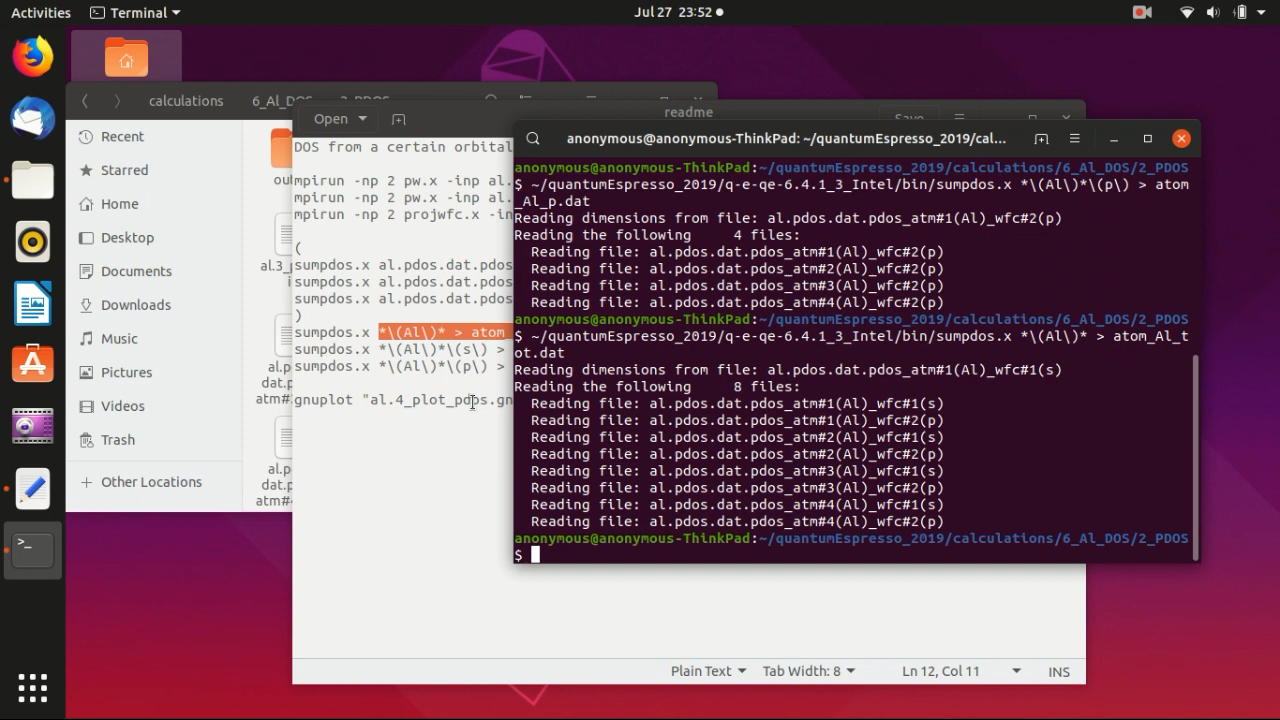 Activities
Terminal
Jul 27 23:52
calculations 6_Al_DOS 2_PDOS
Recent
Starred
Home
Desktop
Documents
Downloads
Music
Pictures
Videos
Trash
Other Locations
out
al.3_p
i
al.p
dat.p
atm#
al.p
dat.p
atm#
readme
Open
Save
DOS from a certain orbital
mpirun -np 2 pw.x -inp al.
mpirun -np 2 pw.x -inp al.
mpirun -np 2 projwfc.x -in
(
sumpdos.x al.pdos.dat.pdos
sumpdos.x al.pdos.dat.pdos
sumpdos.x al.pdos.dat.pdos
)
sumpdos.x *\(Al\)* > atom
sumpdos.x *\(Al\)*\(s\) >
sumpdos.x *\(Al\)*\(p\) >
gnuplot "al.4_plot_pdos.gn
Plain Text
Tab Width: 8
Ln 12, Col 11
INS
anonymous@anonymous-ThinkPad: ~/quantumEspresso_2019/cal...
anonymous@anonymous-ThinkPad:~/quantumEspresso_2019/calculations/6_Al_DOS/2_PDOS
$ ~/quantumEspresso_2019/q-e-qe-6.4.1_3_Intel/bin/sumpdos.x *\(Al\)*\(p\) > atom
_Al_p.dat
Reading dimensions from file: al.pdos.dat.pdos_atm#1(Al)_wfc#2(p)
Reading the following     4 files:
  Reading file: al.pdos.dat.pdos_atm#1(Al)_wfc#2(p)
  Reading file: al.pdos.dat.pdos_atm#2(Al)_wfc#2(p)
  Reading file: al.pdos.dat.pdos_atm#3(Al)_wfc#2(p)
  Reading file: al.pdos.dat.pdos_atm#4(Al)_wfc#2(p)
anonymous@anonymous-ThinkPad:~/quantumEspresso_2019/calculations/6_Al_DOS/2_PDOS
$ ~/quantumEspresso_2019/q-e-qe-6.4.1_3_Intel/bin/sumpdos.x *\(Al\)* > atom_Al_t
ot.dat
Reading dimensions from file: al.pdos.dat.pdos_atm#1(Al)_wfc#1(s)
Reading the following     8 files:
  Reading file: al.pdos.dat.pdos_atm#1(Al)_wfc#1(s)
  Reading file: al.pdos.dat.pdos_atm#1(Al)_wfc#2(p)
  Reading file: al.pdos.dat.pdos_atm#2(Al)_wfc#1(s)
  Reading file: al.pdos.dat.pdos_atm#2(Al)_wfc#2(p)
  Reading file: al.pdos.dat.pdos_atm#3(Al)_wfc#1(s)
  Reading file: al.pdos.dat.pdos_atm#3(Al)_wfc#2(p)
  Reading file: al.pdos.dat.pdos_atm#4(Al)_wfc#1(s)
  Reading file: al.pdos.dat.pdos_atm#4(Al)_wfc#2(p)
anonymous@anonymous-ThinkPad:~/quantumEspresso_2019/calculations/6_Al_DOS/2_PDOS
$